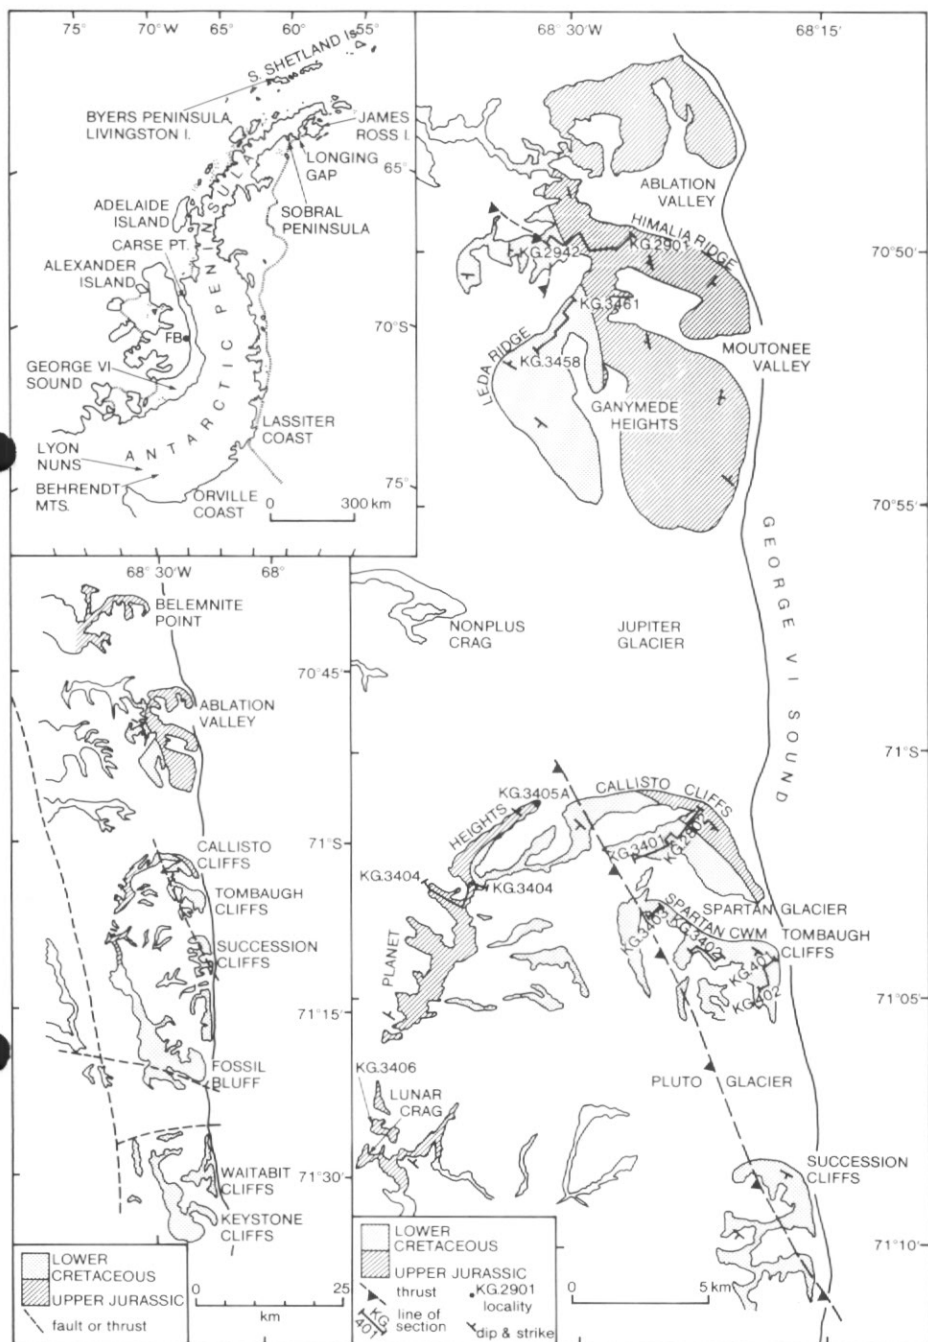 75°
70°W
65°
60°
55°
S. SHETLAND Is.
BYERS PENINSULA,
LIVINGSTON I.
JAMES
ROSS I.
LONGING
GAP
65°
ADELAIDE
ISLAND
SOBRAL
PENINSULA
CARSE PT.
ALEXANDER
ISLAND
70°S
FB
GEORGE VI
SOUND
ANTARCTIC PENINSULA
LASSITER
COAST
LYON
NUNS
BEHRENDT
MTS.
ORVILLE
COAST
75°
0 300 km
68° 30' W
68°
BELEMNITE
POINT
70°45'
ABLATION
VALLEY
71°S
CALLISTO
CLIFFS
TOMBAUGH
CLIFFS
SUCCESSION
CLIFFS
71°15'
FOSSIL
BLUFF
71°30'
WAITABIT
CLIFFS
KEYSTONE
CLIFFS
LOWER
CRETACEOUS
UPPER JURASSIC
fault or thrust
0 25
km
68° 30' W
68° 15'
ABLATION
VALLEY
HIMALIA RIDGE
KG.2901
KG.2942
70°50'
KG.3461
MOUTONEE
VALLEY
LEDA RIDGE
KG.3458
GANYMEDE
HEIGHTS
70°55'
GEORGE VI SOUND
NONPLUS
CRAG
JUPITER
GLACIER
71°S
KG.3405A
CALLISTO CLIFFS
HEIGHTS
KG.3401
KG.3404
KG.3404
SPARTAN GLACIER
SPARTAN CWM
TOMBAUGH
CLIFFS
KG.3403
KG.3402
KG.401
PLANET
71°05'
KG.3406
PLUTO GLACIER
LUNAR
CRAG
SUCCESSION
CLIFFS
71°10'
LOWER
CRETACEOUS
UPPER JURASSIC
thrust
KG.2901
locality
KG
401
line of
section
dip & strike
0 5 km